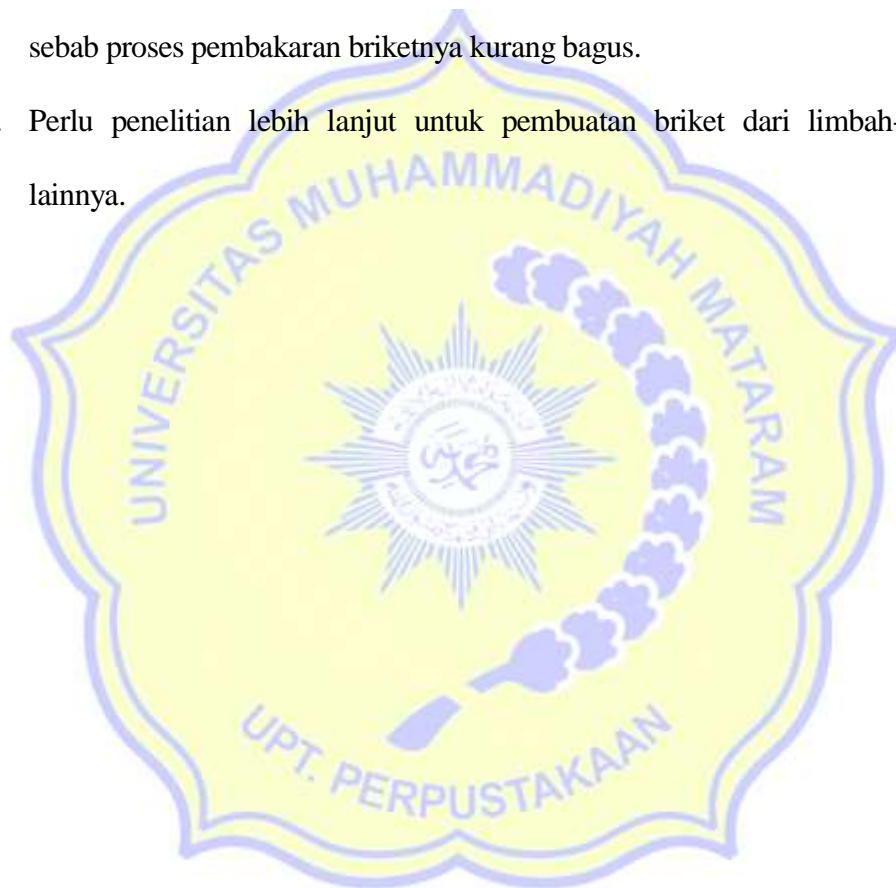 sebab proses pembakaran briketnya kurang bagus.
. Perlu penelitian lebih lanjut untuk pembuatan briket dari limbah-
lainnya.
UNIVERSITAS MUHAMMADIYAH MATARAM
UPT. PERPUSTAKAAN